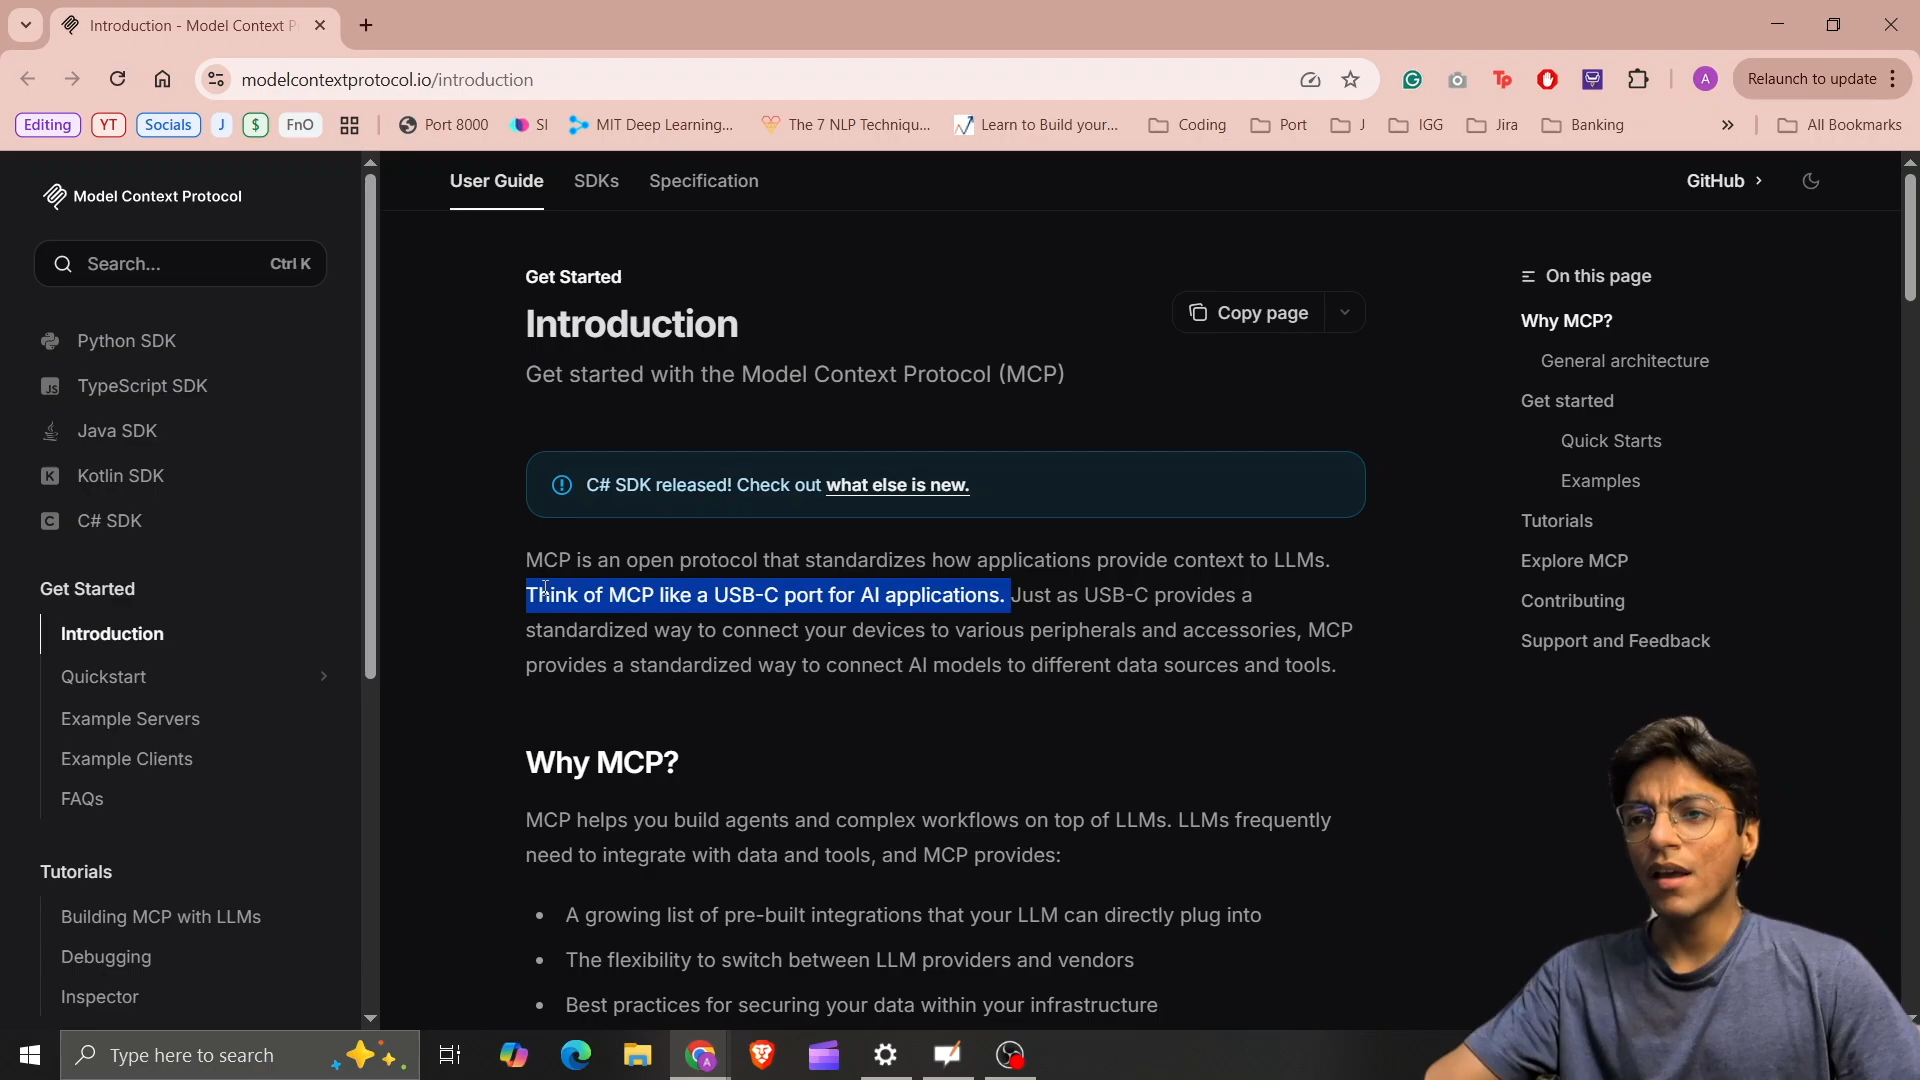 Introduction - Model Context P
modelcontextprotocol.io/introduction
A
Relaunch to update
Editing
YT
Socials
J
$
FnO
Port 8000
SI
MIT Deep Learning...
The 7 NLP Techniqu...
Learn to Build your...
Coding
Port
J
IGG
Jira
Banking
All Bookmarks
Model Context Protocol
User Guide
SDKs
Specification
GitHub
Search...
Ctrl K
Python SDK
TypeScript SDK
Java SDK
Kotlin SDK
C# SDK
Get Started
Introduction
Quickstart
Example Servers
Example Clients
FAQs
Tutorials
Building MCP with LLMs
Debugging
Inspector
Get Started
Introduction
Copy page
Get started with the Model Context Protocol (MCP)
C# SDK released! Check out what else is new.
MCP is an open protocol that standardizes how applications provide context to LLMs.
Think of MCP like a USB-C port for AI applications. Just as USB-C provides a
standardized way to connect your devices to various peripherals and accessories, MCP
provides a standardized way to connect AI models to different data sources and tools.
Why MCP?
MCP helps you build agents and complex workflows on top of LLMs. LLMs frequently
need to integrate with data and tools, and MCP provides:
A growing list of pre-built integrations that your LLM can directly plug into
The flexibility to switch between LLM providers and vendors
Best practices for securing your data within your infrastructure
On this page
Why MCP?
General architecture
Get started
Quick Starts
Examples
Tutorials
Explore MCP
Contributing
Support and Feedback
Type here to search